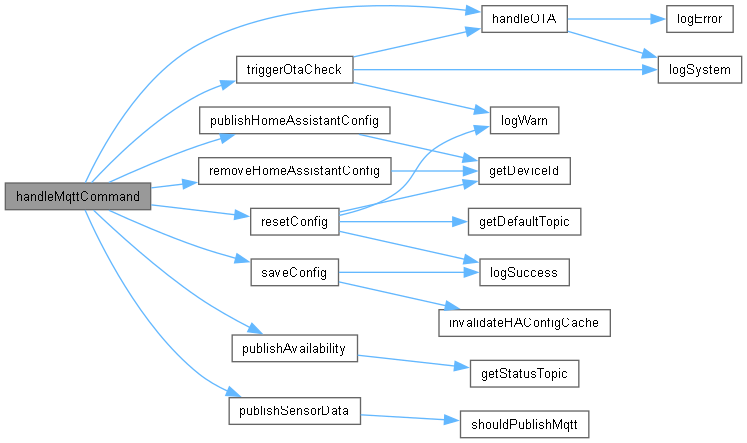 handleMqttCommand
handleOTA
triggerOtaCheck
publishHomeAssistantConfig
removeHomeAssistantConfig
resetConfig
saveConfig
publishAvailability
publishSensorData
logError
logSystem
logWarn
getDeviceId
getDefaultTopic
logSuccess
invalidateHAConfigCache
getStatusTopic
shouldPublishMqtt